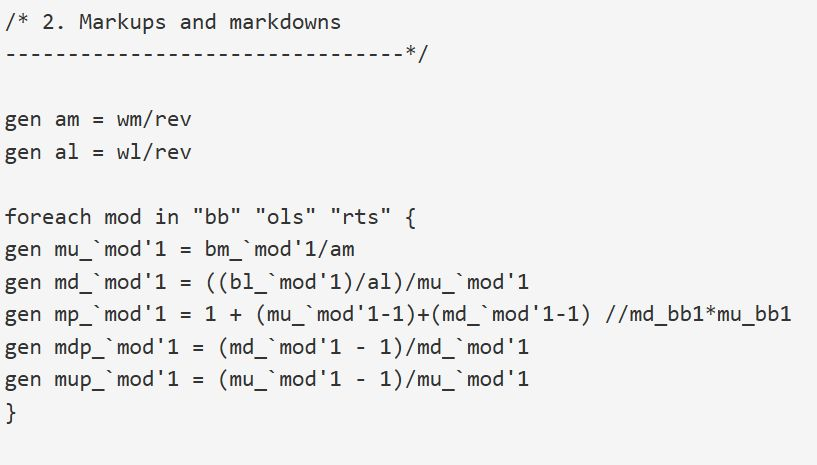 /* 2. Markups and markdowns
--------------------------------*/
gen am = wm/rev
gen al = wl/rev
foreach mod in "bb" "ols" "rts" {
gen mu_`mod'1 = bm_`mod'1/am
gen md_`mod'1 = ((bl_`mod'1)/al)/mu_`mod'1
gen mp_`mod'1 = 1 + (mu_`mod'1-1)+(md_`mod'1-1) //md_bb1*mu_bb1
gen mdp_`mod'1 = (md_`mod'1 - 1)/md_`mod'1
gen mup_`mod'1 = (mu_`mod'1 - 1)/mu_`mod'1
}